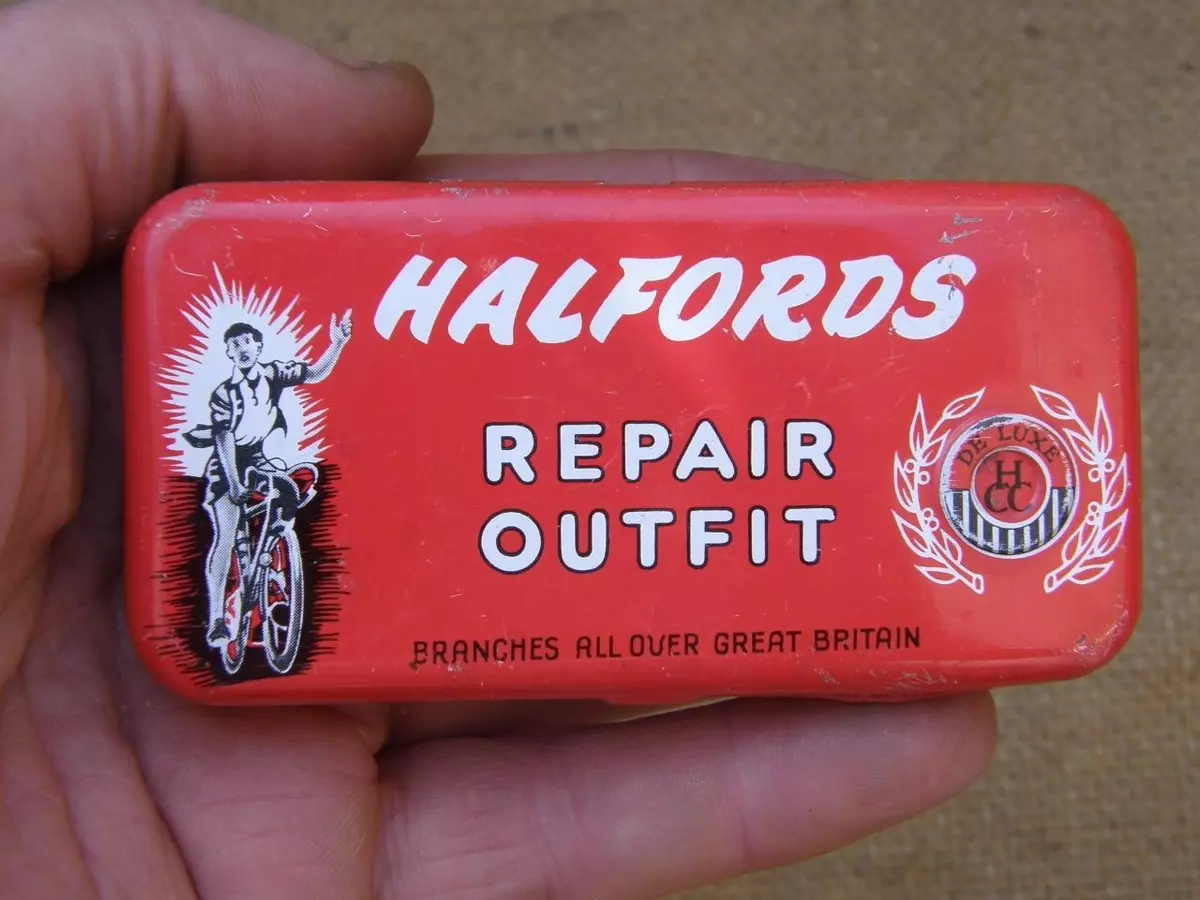 HALFORDS
REPAIR
OUTFIT
DE LUXE
H
CC
BRANCHES ALL OVER GREAT BRITAIN